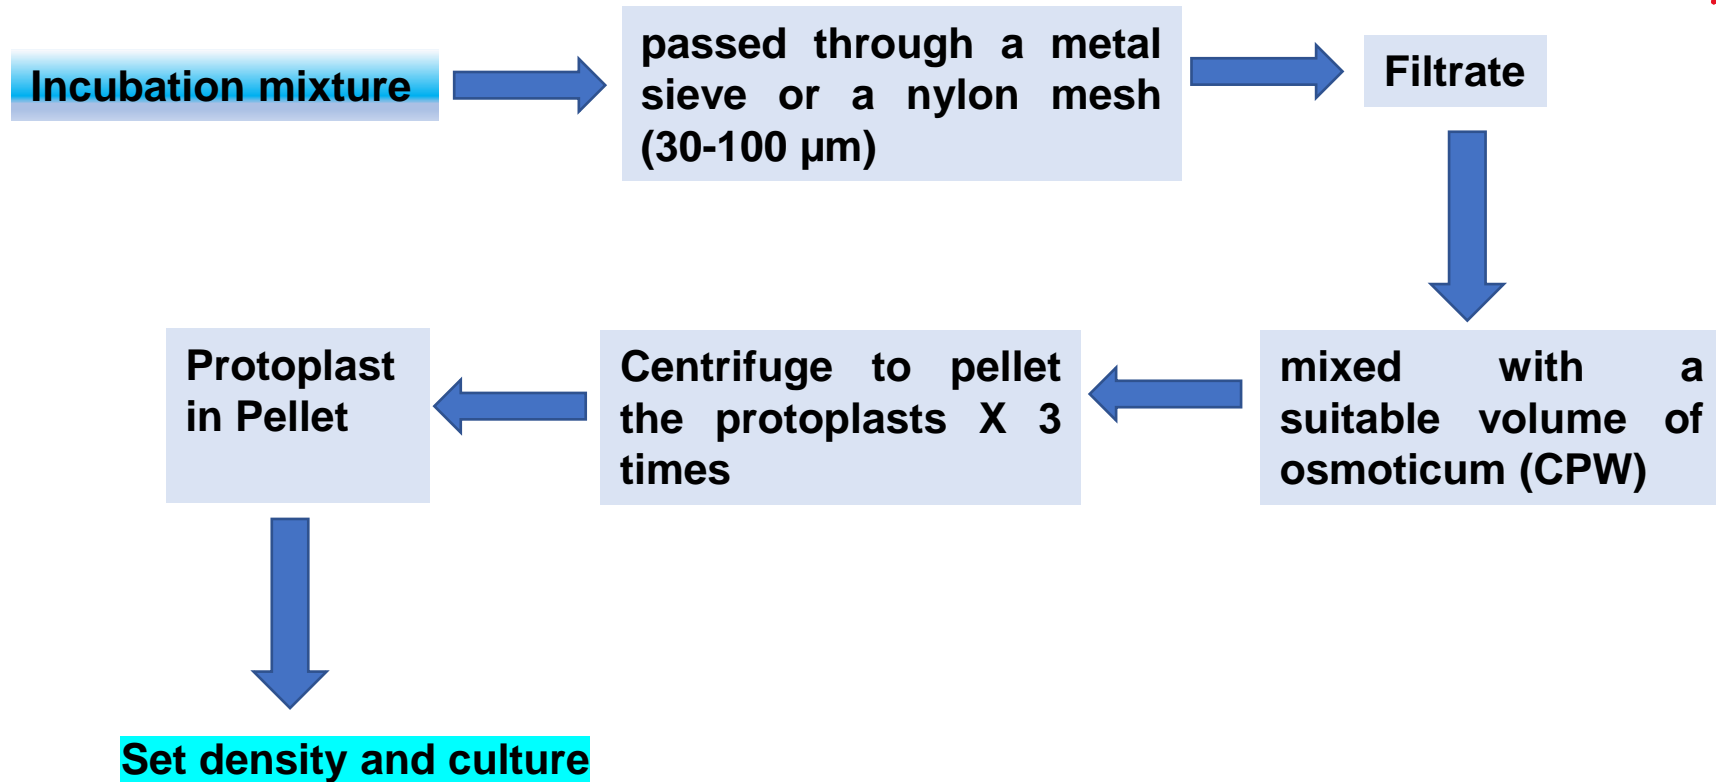 Incubation mixture
passed through a metal
sieve or a nylon mesh
(30-100 µm)
Filtrate
mixed with a
suitable volume of
osmoticum (CPW)
Centrifuge to pellet
the protoplasts X 3
times
Protoplast
in Pellet
Set density and culture